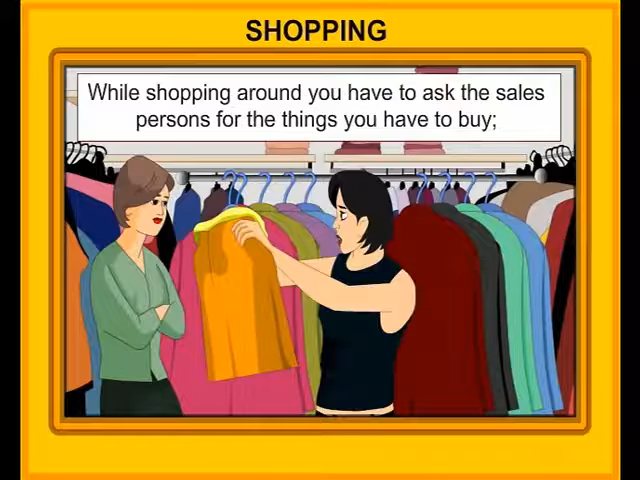 SHOPPING
While shopping around you have to ask the sales
persons for the things you have to buy;